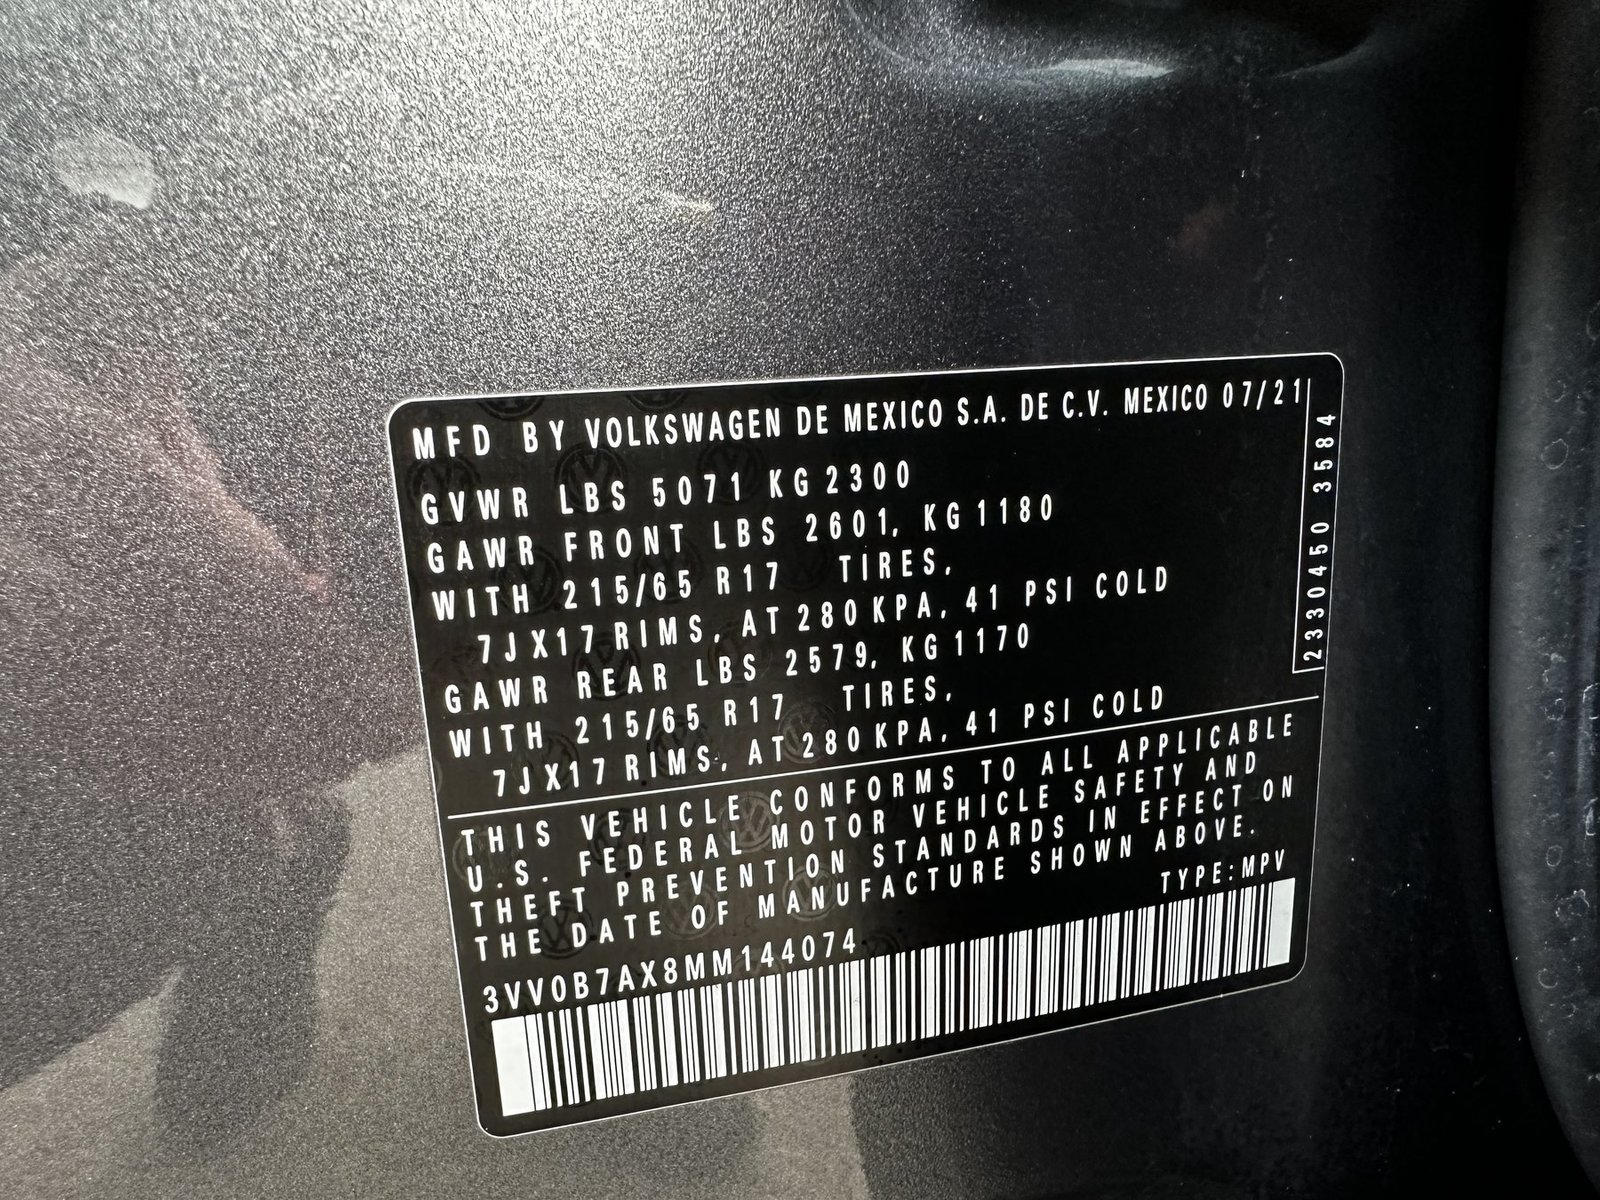 MFD BY VOLKSWAGEN DE MEXICO S.A. DE C.V. MEXICO 07/21
GVWR LBS 5071 KG 2300
GAWR FRONT LBS 2601, KG 1180
WITH 215/65 R17 TIRES,
7JX17 RIMS, AT 280 KPA, 41 PSI COLD
GAWR REAR LBS 2579, KG 1170
WITH 215/65 R17 TIRES,
7JX17 RIMS, AT 280 KPA, 41 PSI COLD
2330450 3584
THIS VEHICLE CONFORMS TO ALL APPLICABLE
U.S. FEDERAL MOTOR VEHICLE SAFETY AND
THEFT PREVENTION STANDARDS IN EFFECT ON
THE DATE OF MANUFACTURE SHOWN ABOVE.
TYPE:MPV
3VV0B7AX8MM144074